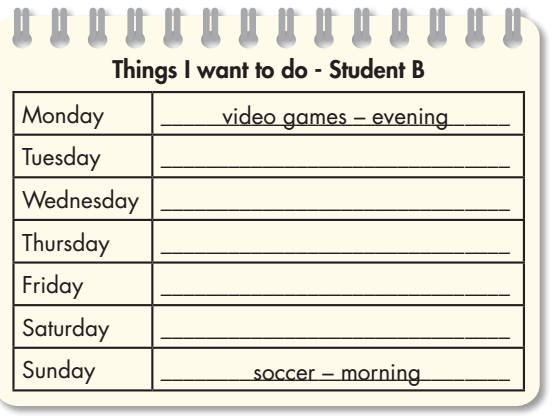 Things I want to do - Student B
Monday video games – evening
Tuesday
Wednesday
Thursday
Friday
Saturday
Sunday soccer – morning